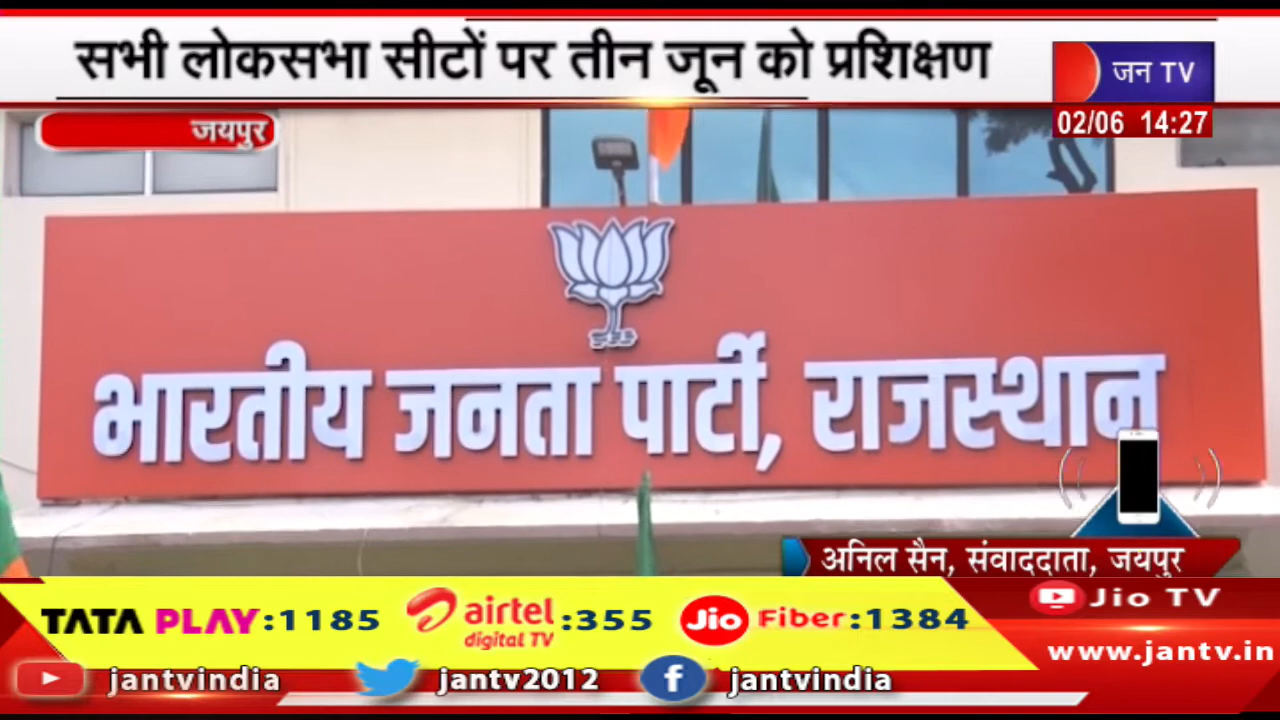 सभी लोकसभा सीटों पर तीन जून को प्रशिक्षण
जन TV
02/06 14:27
जयपुर
भारतीय जनता पार्टी, राजस्थान
अनिल सैन, संवाददाता, जयपुर
TATA PLAY:1185 airtel digital TV :355 Jio Fiber:1384
Jio TV
www.jantv.in
jantvindia jantv2012 f jantvindia